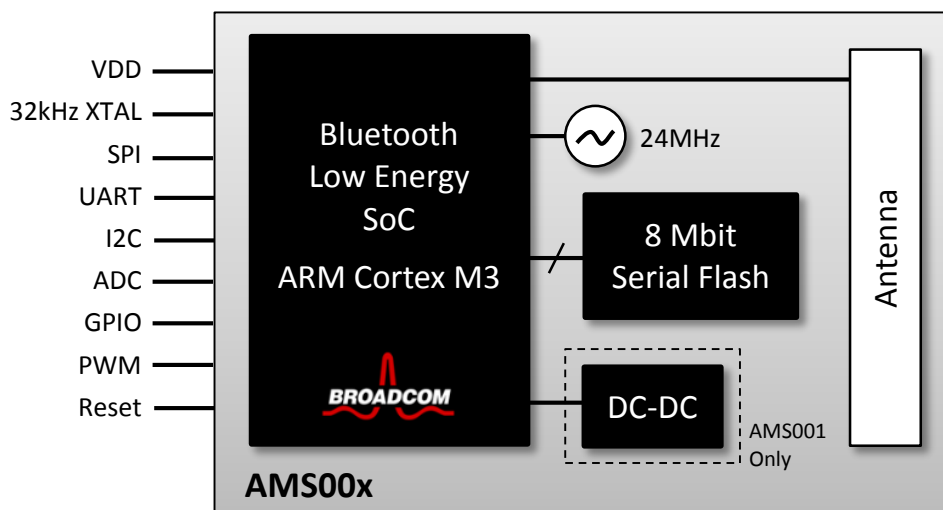 VDD
32kHz XTAL
SPI
UART
I2C
ADC
GPIO
PWM
Reset
Bluetooth
Low Energy
SoC
ARM Cortex M3
BROADCOM
24MHz
8 Mbit
Serial Flash
DC-DC
AMS001
Only
Antenna
AMS00x